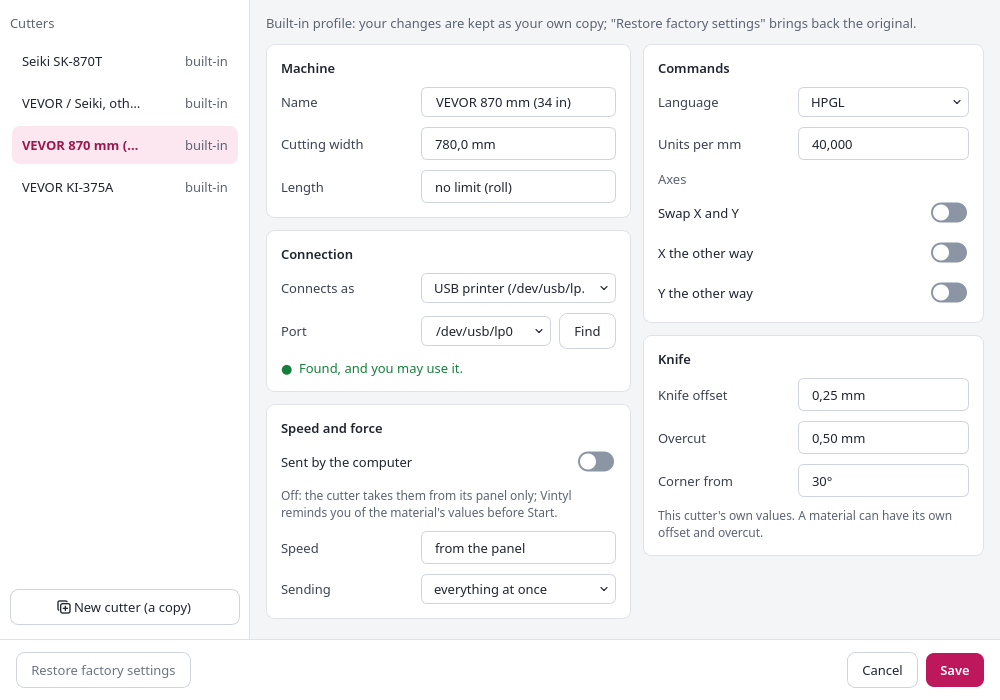 Cutters
Seiki SK-870T built-in
VEVOR / Seiki, oth... built-in
VEVOR 870 mm (... built-in
VEVOR KI-375A built-in
New cutter (a copy)
Built-in profile: your changes are kept as your own copy; "Restore factory settings" brings back the original.
Machine
Name VEVOR 870 mm (34 in)
Cutting width 780,0 mm
Length no limit (roll)
Connection
Connects as USB printer (/dev/usb/lp.
Port /dev/usb/lp0 Find
Found, and you may use it.
Speed and force
Sent by the computer
Off: the cutter takes them from its panel only; Vintyl
reminds you of the material's values before Start.
Speed from the panel
Sending everything at once
Commands
Language HPGL
Units per mm 40,000
Axes
Swap X and Y
X the other way
Y the other way
Knife
Knife offset 0,25 mm
Overcut 0,50 mm
Corner from 30°
This cutter's own values. A material can have its own
offset and overcut.
Restore factory settings Cancel Save